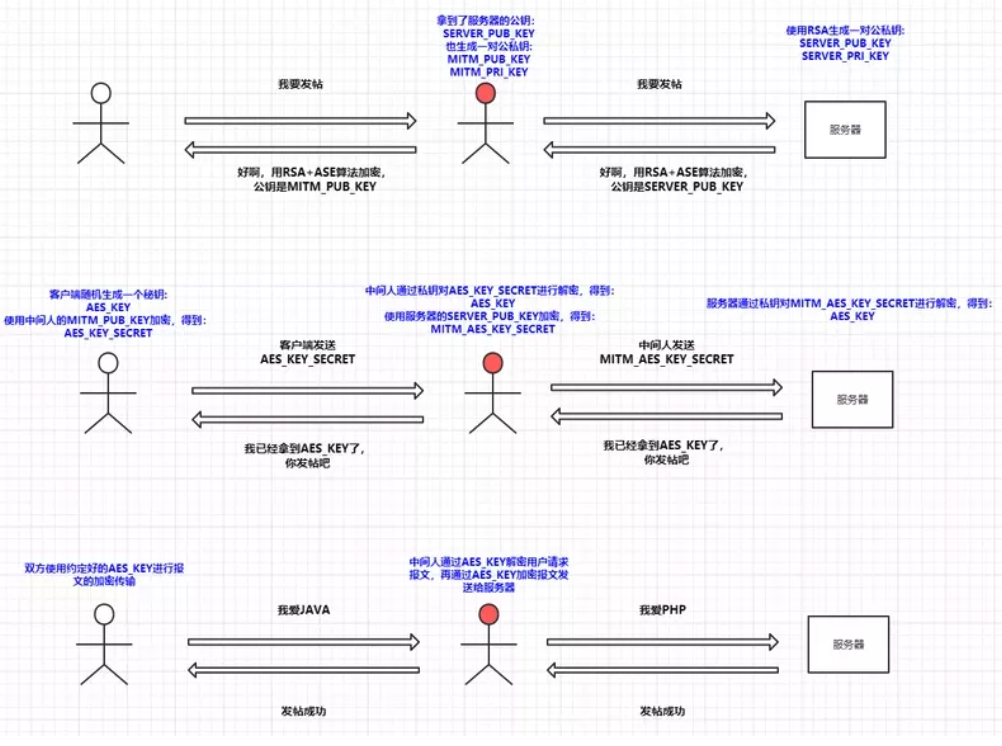 拿到了服务器的公钥:
SERVER_PUB_KEY
也生成一对公私钥:
MITM_PUB_KEY
MITM_PRI_KEY
使用RSA生成一对公私钥:
SERVER_PUB_KEY
SERVER_PRI_KEY
我要发帖
我要发帖
服务器
好啊，用RSA+ASE算法加密，
公钥是MITM_PUB_KEY
好啊，用RSA+ASE算法加密，
公钥是SERVER_PUB_KEY
客户端随机生成一个秘钥:
AES_KEY
使用中间人的MITM_PUB_KEY加密，得到:
AES_KEY_SECRET
中间人通过私钥对AES_KEY_SECRET进行解密，得到:
AES_KEY
使用服务器的SERVER_PUB_KEY加密，得到:
MITM_AES_KEY_SECRET
服务器通过私钥对MITM_AES_KEY_SECRET进行解密，得到:
AES_KEY
客户端发送
AES_KEY_SECRET
中间人发送
MITM_AES_KEY_SECRET
服务器
我已经拿到AES_KEY了，
你发帖吧
我已经拿到AES_KEY了，
你发帖吧
双方使用约定好的AES_KEY进行报
文的加密传输
中间人通过AES_KEY解密用户请求
报文，再通过AES_KEY加密报文发
送给服务器
我爱JAVA
我爱PHP
服务器
发帖成功
发帖成功